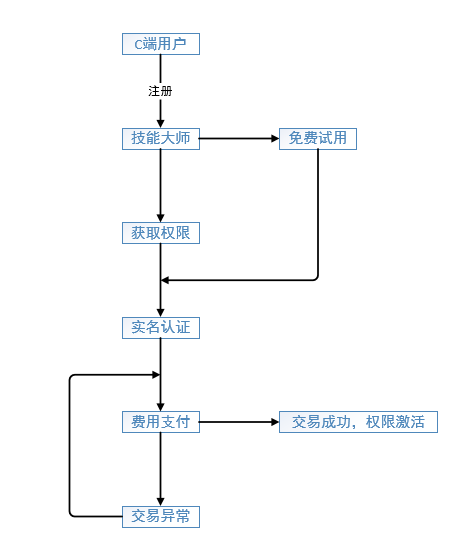 C端用户
注册
技能大师
免费试用
获取权限
实名认证
费用支付
交易成功，权限激活
交易异常